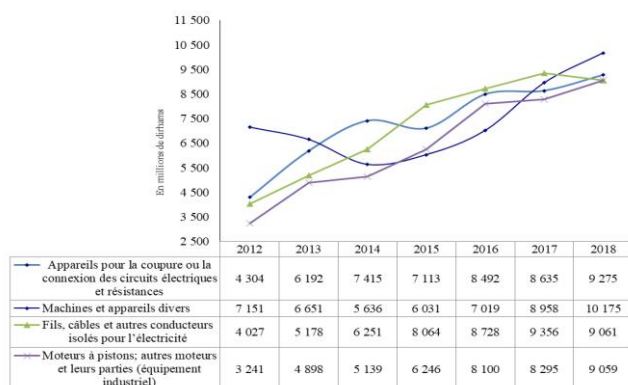 11 500
10 500
9 500
8 500
7 500
6 500
5 500
4 500
3 500
2 500
En millions de dirhams
2012 2013 2014 2015 2016 2017 2018
Appareils pour la coupure ou la
connexion des circuits électriques
et résistances
4 304 6 192 7 415 7 113 8 492 8 635 9 275
Machines et appareils divers 7 151 6 651 5 636 6 031 7 019 8 958 10 175
Fils, câbles et autres conducteurs
isolés pour l'électricité
4 027 5 178 6 251 8 064 8 728 9 356 9 061
Moteurs à pistons; autres moteurs
et leurs parties (équipement
industriel)
3 241 4 898 5 139 6 246 8 100 8 295 9 059